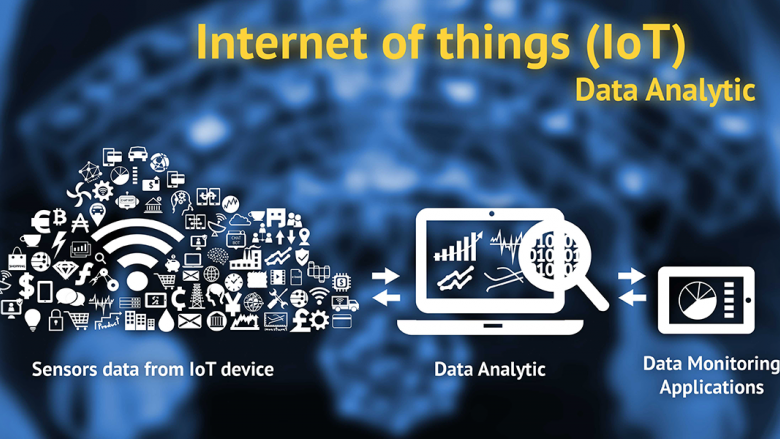 Internet of things (IoT)
Data Analytic
Sensors data from IoT device
Data Analytic
Data Monitoring
Applications